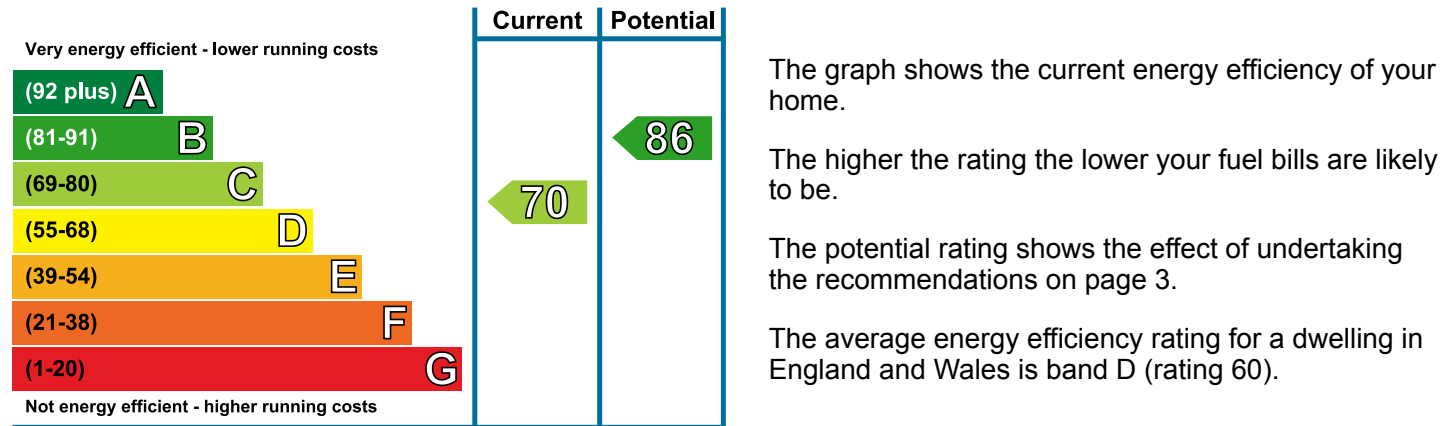 Current Potential
Very energy efficient - lower running costs
(92 plus) A
(81-91) B
86
(69-80) C
70
(55-68) D
(39-54) E
(21-38) F
(1-20) G
Not energy efficient - higher running costs
The graph shows the current energy efficiency of your
home.
The higher the rating the lower your fuel bills are likely
to be.
The potential rating shows the effect of undertaking
the recommendations on page 3.
The average energy efficiency rating for a dwelling in
England and Wales is band D (rating 60).